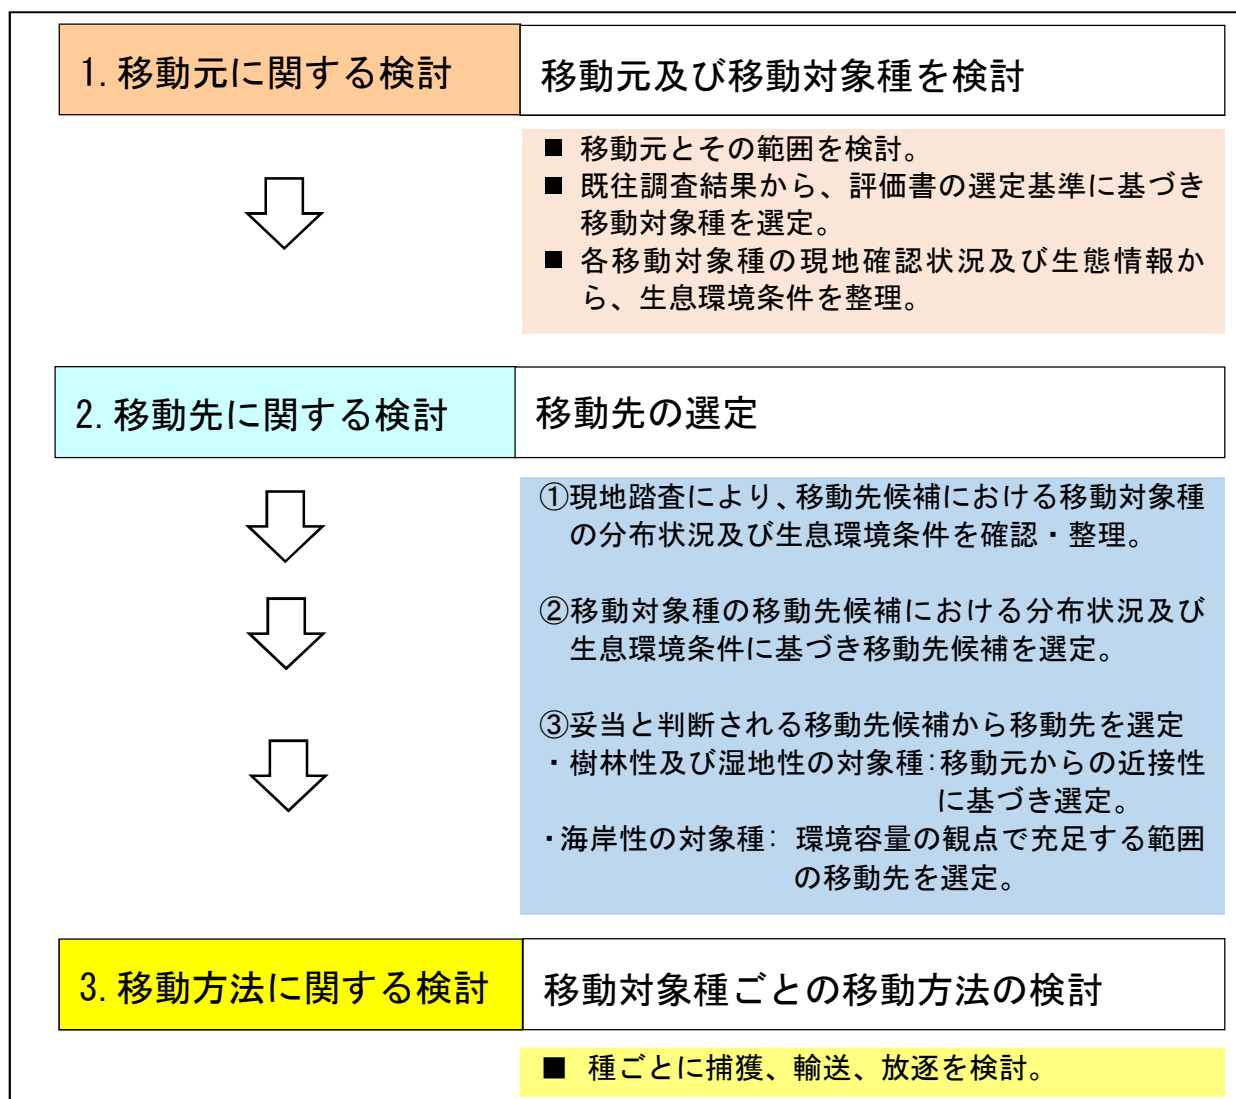 1.移動元に関する検討
移動元及び移動対象種を検討
■ 移動元とその範囲を検討。
■ 既往調査結果から、評価書の選定基準に基づき
移動対象種を選定。
■ 各移動対象種の現地確認状況及び生態情報か
ら、生息環境条件を整理。
2.移動先に関する検討
移動先の選定
①現地踏査により、移動先候補における移動対象種
の分布状況及び生息環境条件を確認・整理。
②移動対象種の移動先候補における分布状況及び
生息環境条件に基づき移動先候補を選定。
③妥当と判断される移動先候補から移動先を選定
・樹林性及び湿地性の対象種:移動元からの近接性
に基づき選定。
・海岸性の対象種: 環境容量の観点で充足する範囲
の移動先を選定。
3.移動方法に関する検討
移動対象種ごとの移動方法の検討
■ 種ごとに捕獲、輸送、放逐を検討。